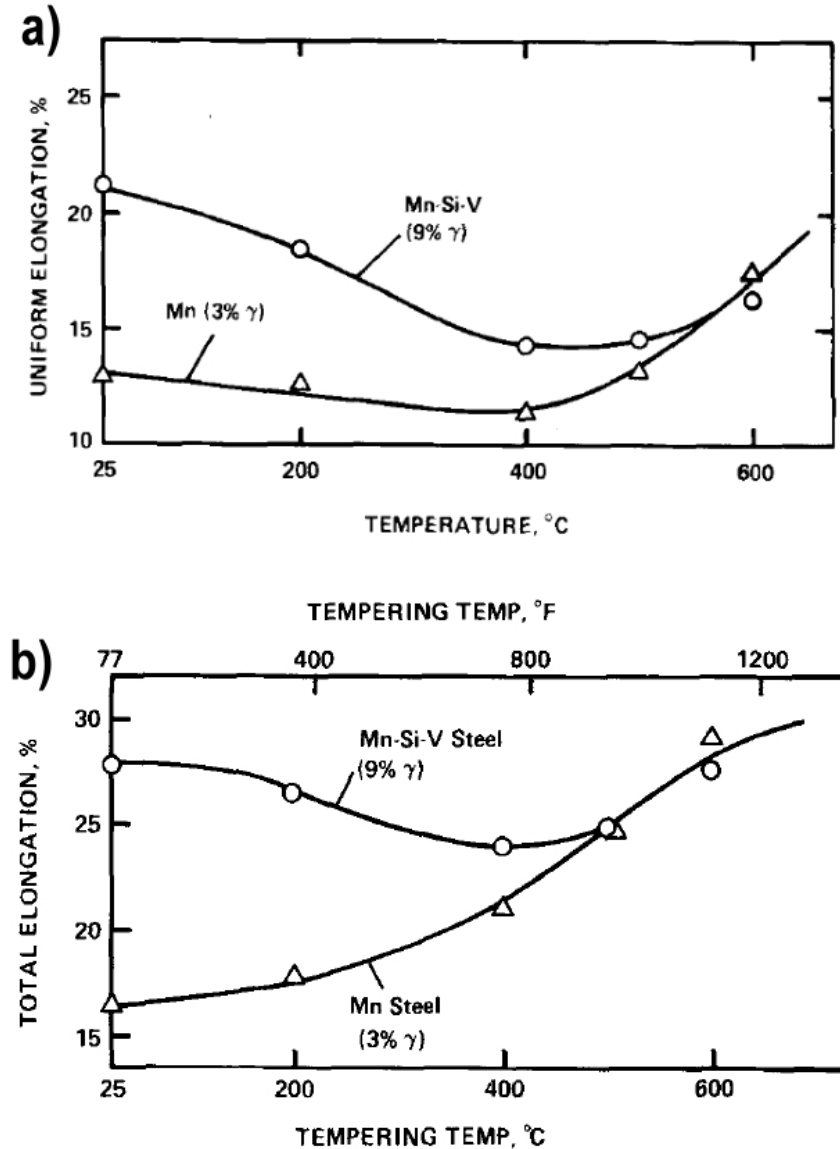 a)
UNIFORM ELONGATION, %
25
20
15
10
Mn-Si-V
(9% γ)
Mn (3% γ)
25 200 400 600
TEMPERATURE, °C
TEMPERING TEMP, °F
b)
77 400 800 1200
TOTAL ELONGATION, %
30
25
20
15
Mn-Si-V Steel
(9% γ)
Mn Steel
(3% γ)
25 200 400 600
TEMPERING TEMP, °C